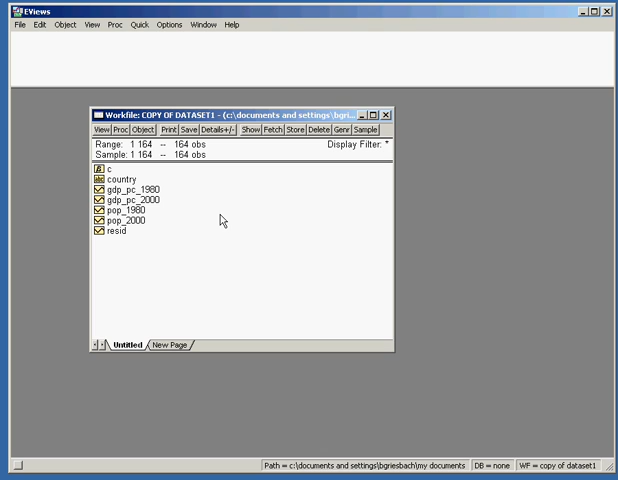 EViews
File Edit Object View Proc Quick Options Window Help
Workfile: COPY OF DATASET1 - (c:\documents and settings\bgri...
View Proc Object Print Save Details+/- Show Fetch Store Delete Genr Sample
Range: 1 164 -- 164 obs Display Filter: *
Sample: 1 164 -- 164 obs
β c
abc country
gdp_pc_1980
gdp_pc_2000
pop_1980
pop_2000
resid
Untitled New Page
Path = c:\documents and settings\bgriesbach\my documents DB = none WF = copy of dataset1